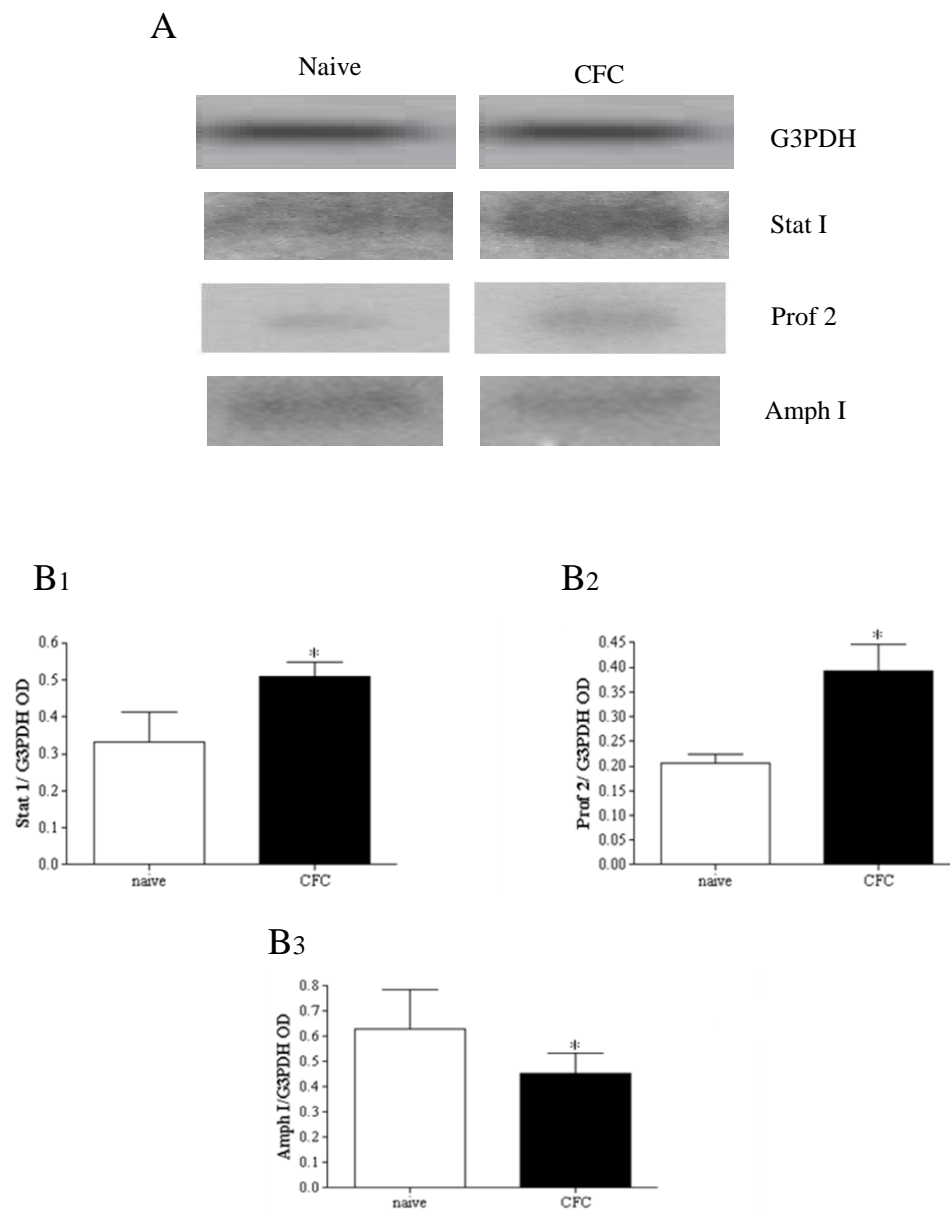 A
Naive CFC
G3PDH
Stat I
Prof 2
Amph I
B1
Stat 1/ G3PDH OD
0.6
0.5
0.4
0.3
0.2
0.1
0.0
*
naive CFC
B2
Prof 2/ G3PDH OD
0.45
0.40
0.35
0.30
0.25
0.20
0.15
0.10
0.05
0.00
*
naive CFC
B3
Amph I/G3PDH OD
0.8
0.7
0.6
0.5
0.4
0.3
0.2
0.1
0.0
*
naive CFC